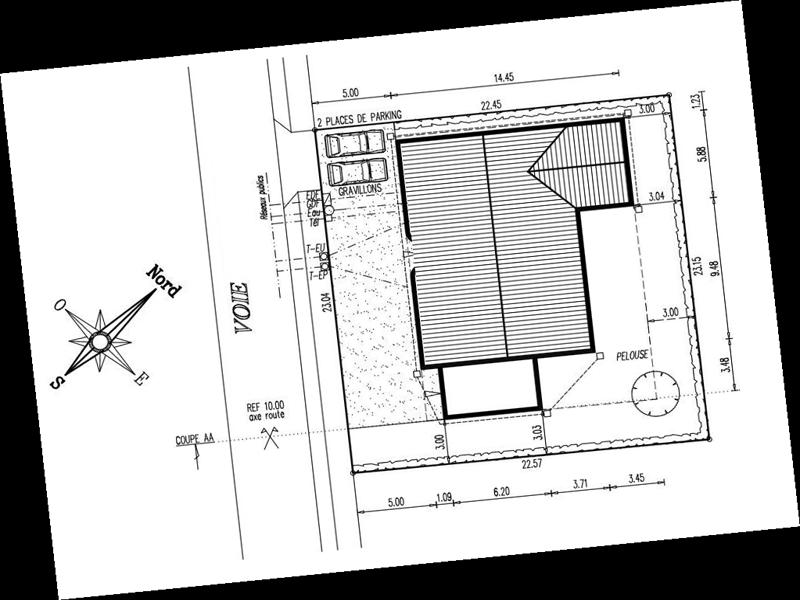 5.00
14.45
22.45
2 PLACES DE PARKING
3.00
1.23
5.88
GRAVILLONS
Réseaux publics
EDF
GDF
Eau
Tél
3.04
T-EU
T-EP
23.04
23.15
9.48
Nord
O
S
E
VOIE
3.00
PELOUSE
3.48
REF 10.00
axe route
COUPE AA
3.00
3.03
22.57
5.00
1.09
6.20
3.71
3.45